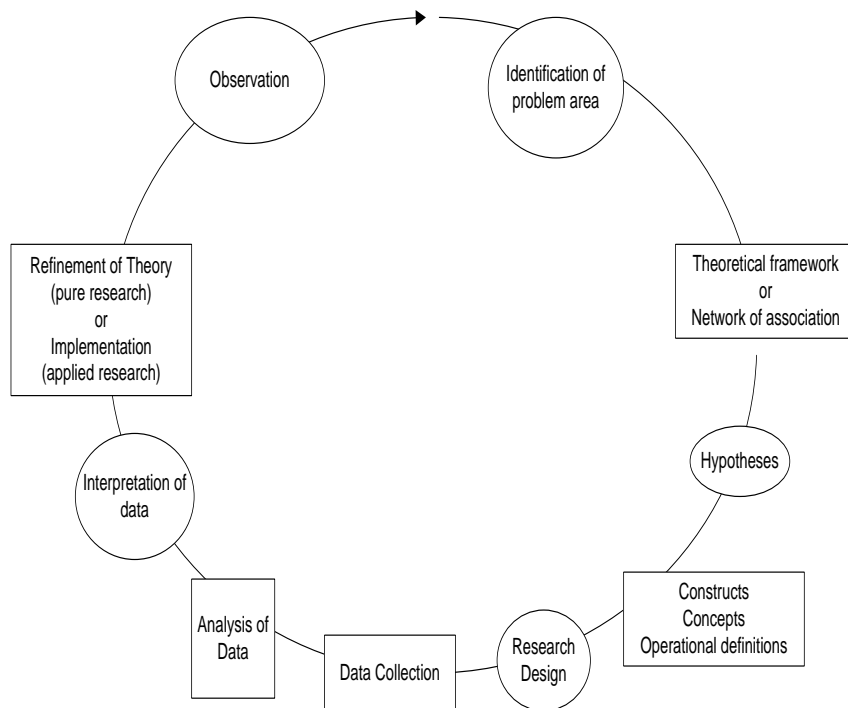 Observation
Identification of
problem area
Theoretical framework
or
Network of association
Hypotheses
Constructs
Concepts
Operational definitions
Research
Design
Data Collection
Analysis of
Data
Interpretation of
data
Refinement of Theory
(pure research)
or
Implementation
(applied research)